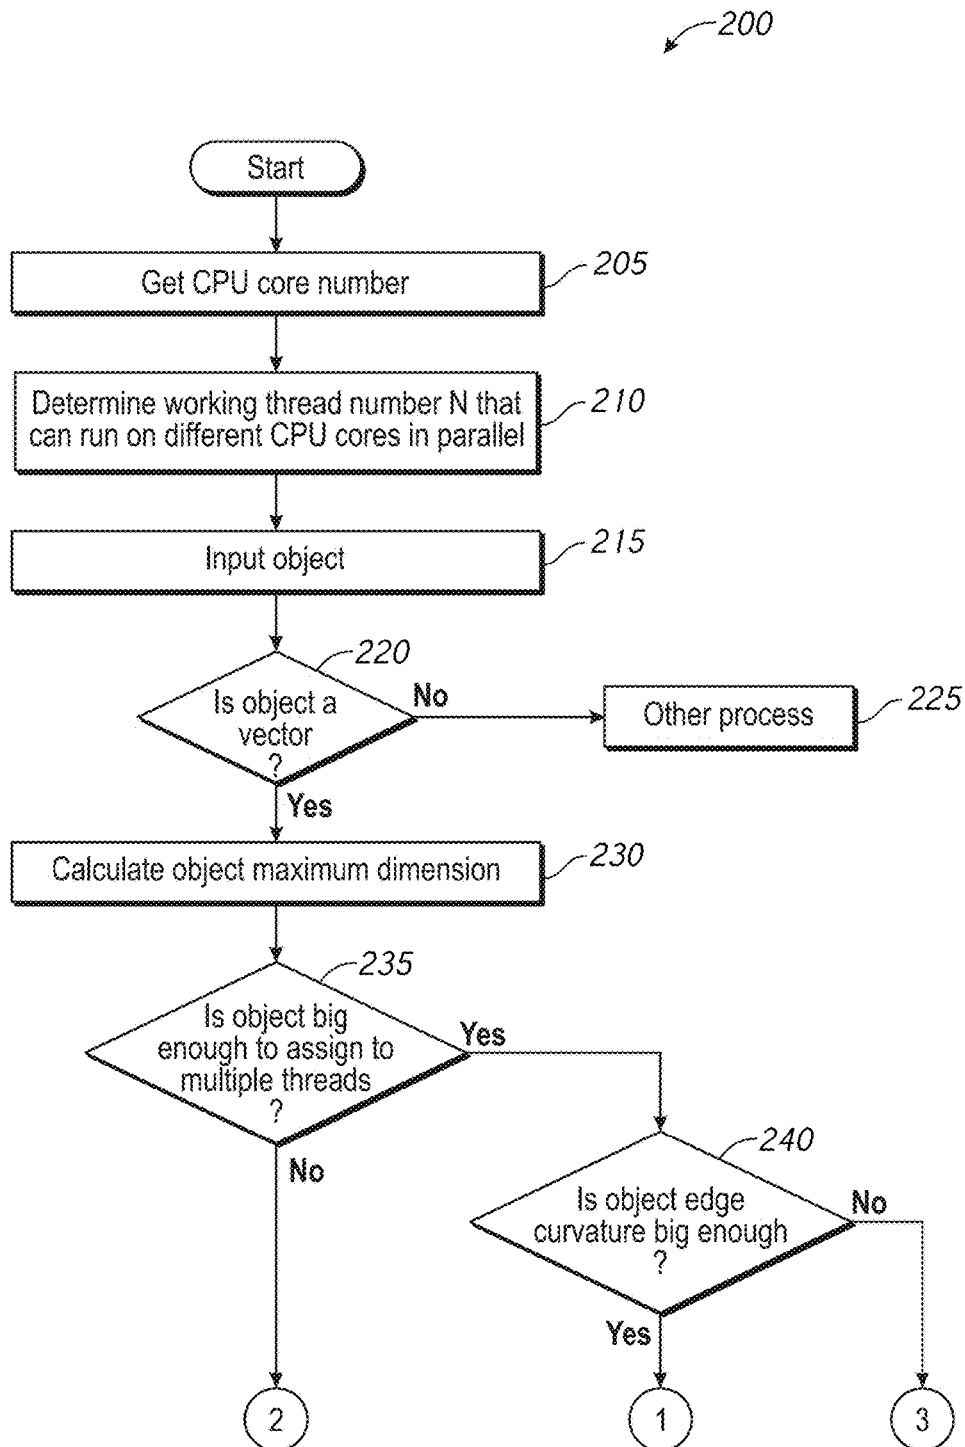 200
Start
Get CPU core number
205
Determine working thread number N that
can run on different CPU cores in parallel
210
Input object
215
220
Is object a
vector
?
No
Other process
225
Yes
Calculate object maximum dimension
230
235
Is object big
enough to assign to
multiple threads
?
Yes
No
240
Is object edge
curvature big enough
?
No
Yes
2
1
3